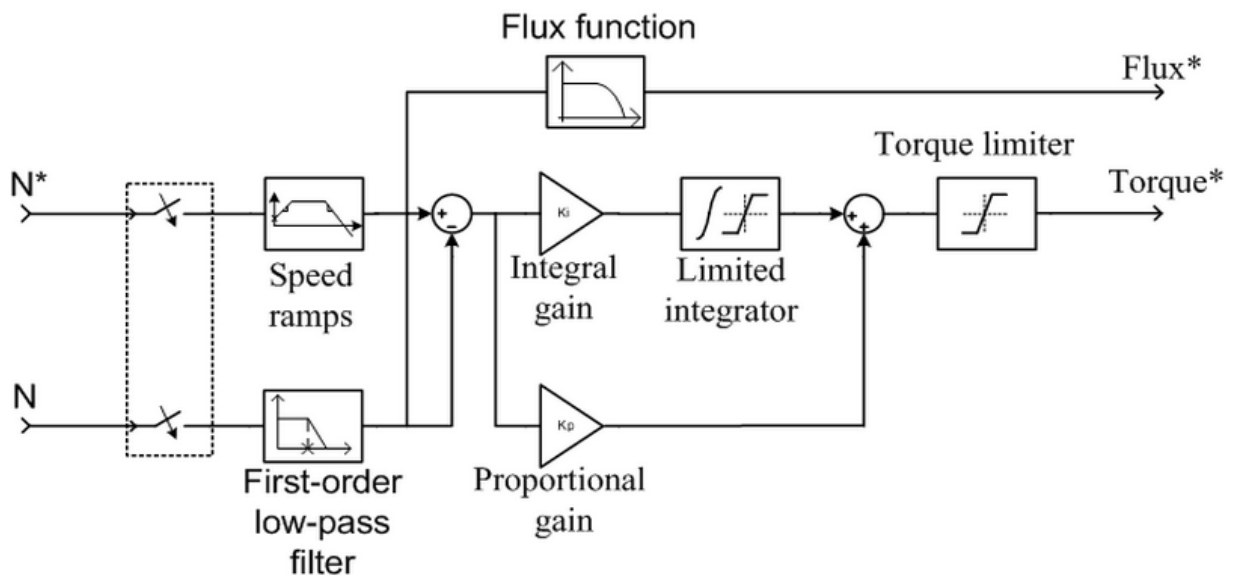 Flux function
Flux*
Torque limiter
N*
Torque*
+
−
Ki
+
+
Speed
ramps
Integral
gain
Limited
integrator
N
Kp
First-order
low-pass
filter
Proportional
gain